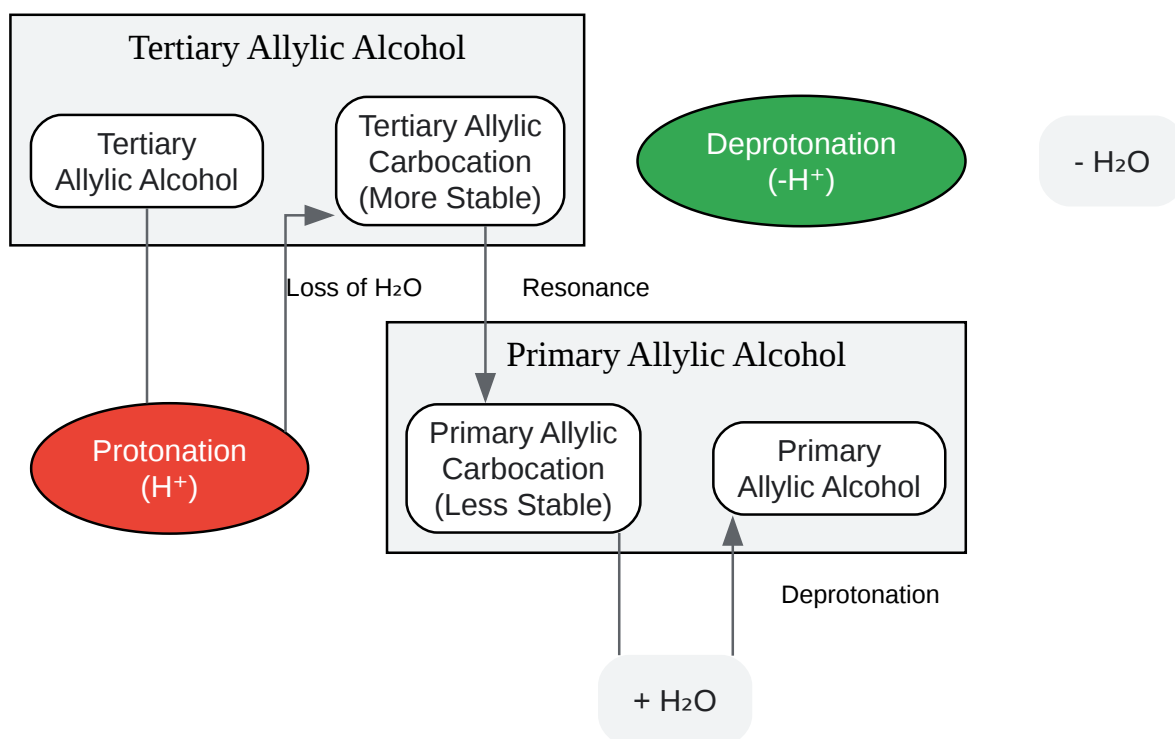 Tertiary Allylic Alcohol
Tertiary
Allylic Alcohol
Tertiary Allylic
Carbocation
(More Stable)
Deprotonation
(-H⁺)
- H₂O
Loss of H₂O
Resonance
Primary Allylic Alcohol
Protonation
(H⁺)
Primary Allylic
Carbocation
(Less Stable)
Primary
Allylic Alcohol
Deprotonation
+ H₂O